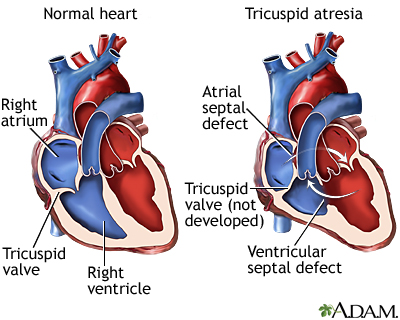 Normal heart
Right
atrium
Tricuspid
valve
Right
ventricle
Tricuspid atresia
Atrial
septal
defect
Tricuspid
valve (not
developed)
Ventricular
septal defect
ADAM.